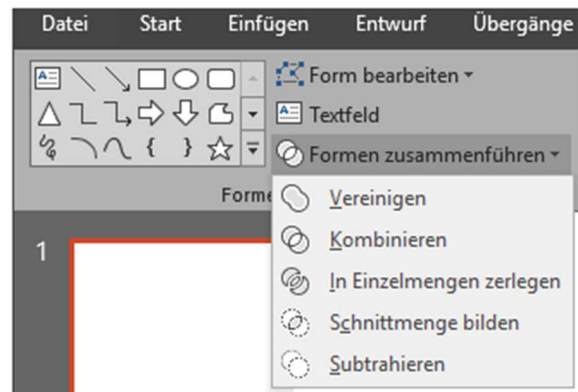 Datei Start Einfügen Entwurf Übergänge
Form bearbeiten
Textfeld
Formen zusammenführen
Forme
Vereinigen
Kombinieren
In Einzelmengen zerlegen
Schnittmenge bilden
Subtrahieren
1